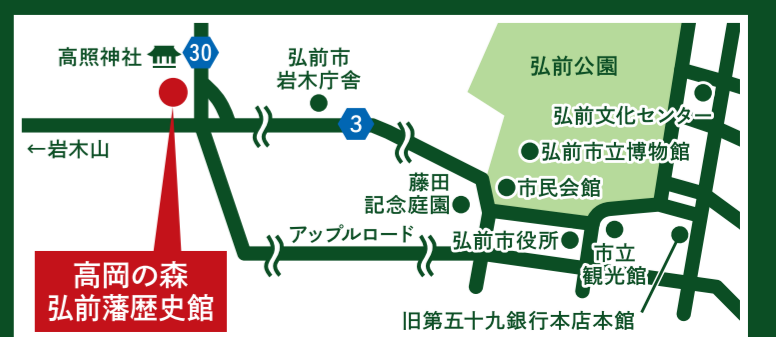 高照神社
30
弘前市
岩木庁舎
弘前公園
弘前文化センター
3
←岩木山
弘前市立博物館
市民会館
藤田
記念庭園
アップルロード
弘前市役所
市立
観光館
高岡の森
弘前藩歴史館
旧第五十九銀行本店本館